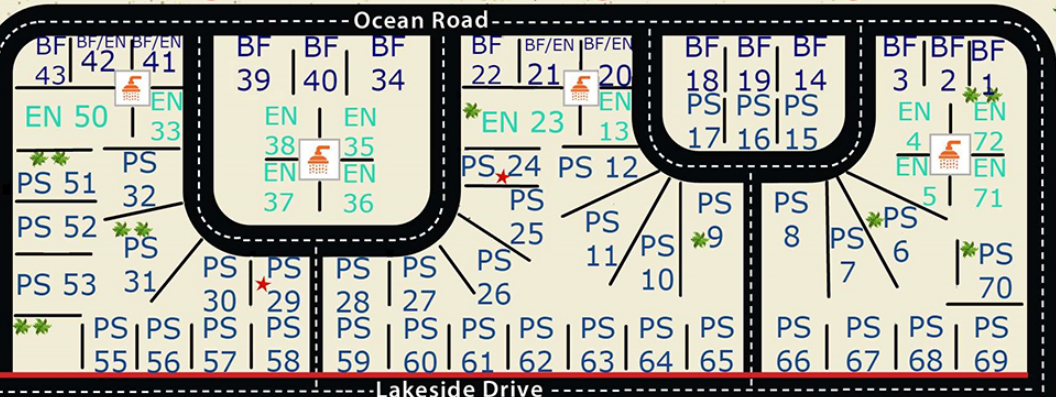 Ocean Road
BF 43
BF/EN 42
BF/EN 41
BF 39
BF 40
BF 34
BF 22
BF/EN 21
BF/EN 20
BF 18
BF 19
BF 14
BF 3
BF 2
BF 1
EN 50
EN 33
EN 38
EN 35
EN 23
EN 13
PS 17
PS 16
PS 15
EN 4
EN 72
PS 51
PS 32
EN 37
EN 36
PS 24
PS 12
EN 5
EN 71
PS 52
PS 31
PS 25
PS 11
PS 9
PS 8
PS 6
PS 53
PS 30
PS 29
PS 28
PS 27
PS 26
PS 10
PS 7
PS 70
PS 55
PS 56
PS 57
PS 58
PS 59
PS 60
PS 61
PS 62
PS 63
PS 64
PS 65
PS 66
PS 67
PS 68
PS 69
Lakeside Drive